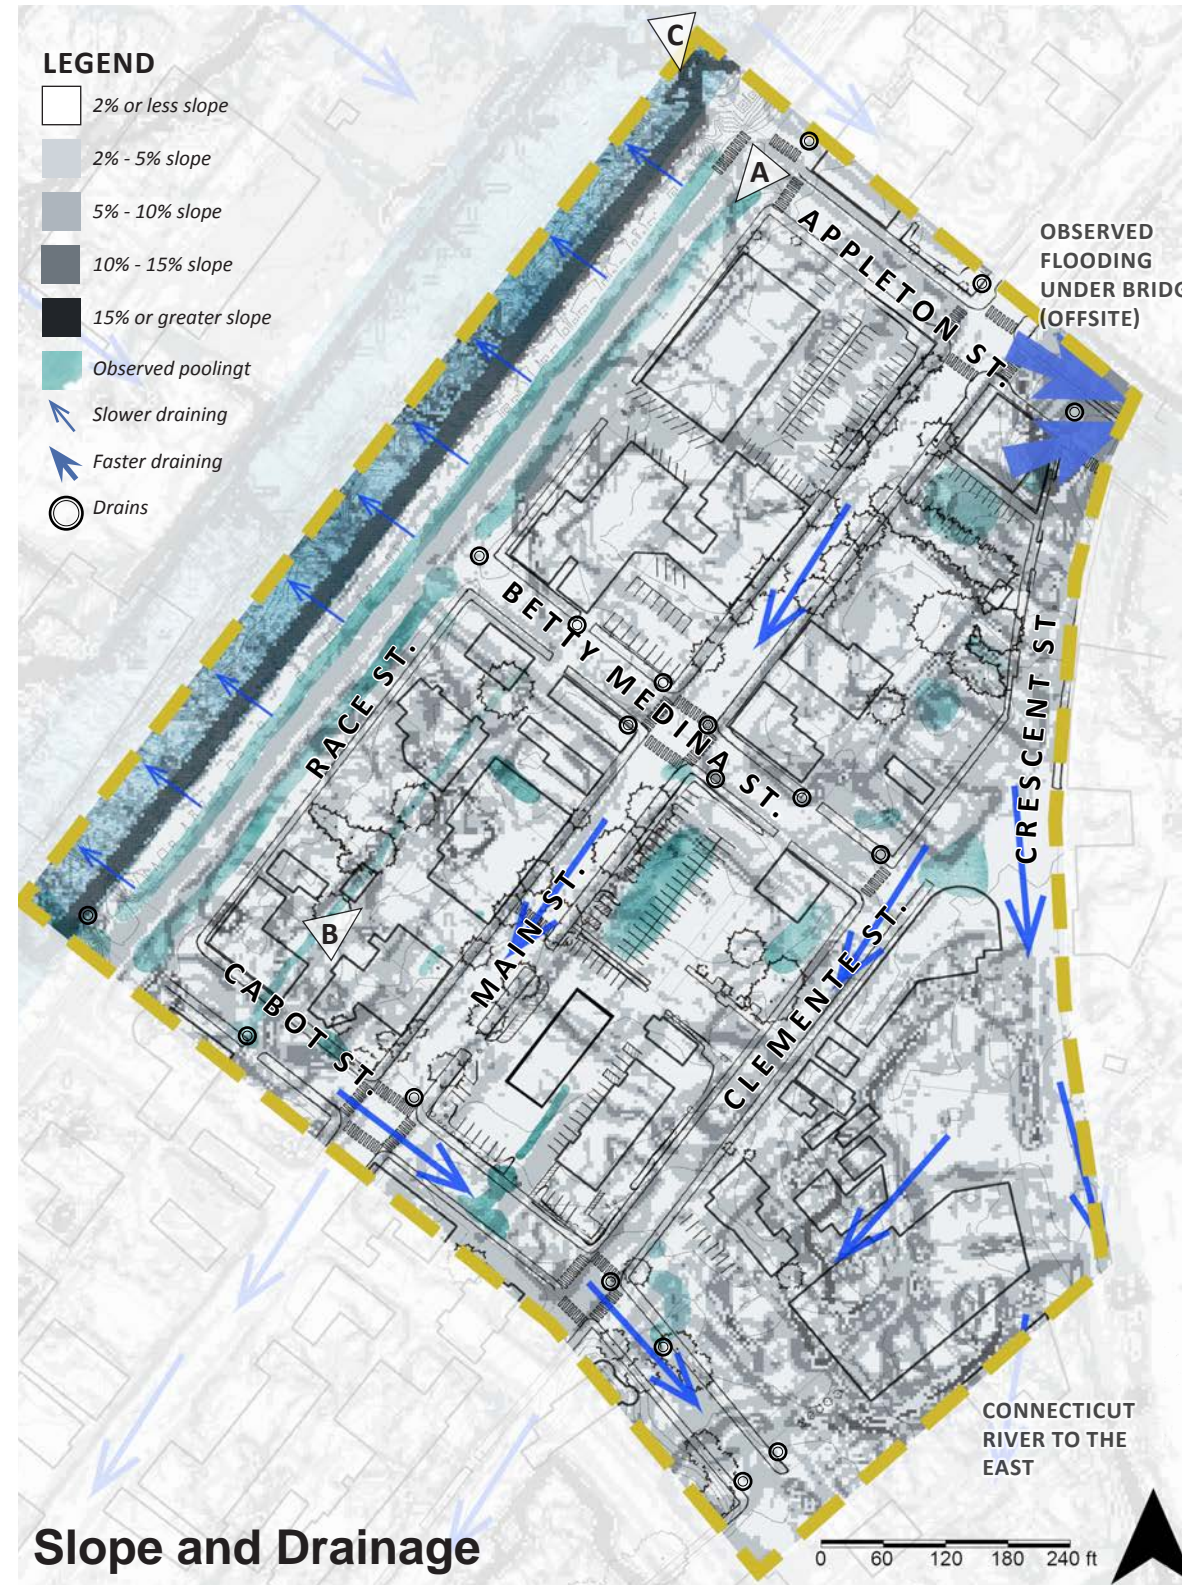 C
LEGEND
2% or less slope
2% - 5% slope
5% - 10% slope
10% - 15% slope
15% or greater slope
Observed poolingt
Slower draining
Faster draining
Drains
A
APPLETON ST.
OBSERVED
FLOODING
UNDER BRIDG
(OFFSITE)
BETTY MEDINA ST.
RACE ST.
CRESCENT ST
B
MAIN ST.
CLEMENTE ST.
CABOT ST.
CONNECTICUT
RIVER TO THE
EAST
Slope and Drainage
0 60 120 180 240 ft